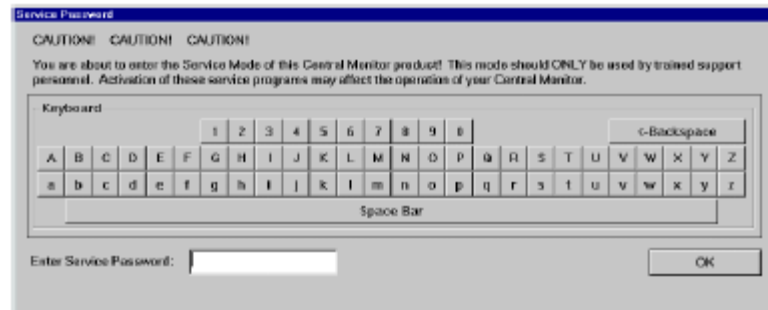 Service Password
CAUTION! CAUTION! CAUTION!
You are about to enter the Service Mode of this Central Monitor product! This mode should ONLY be used by trained support
personnel. Activation of these service programs may affect the operation of your Central Monitor.
Keyboard
1 2 3 4 5 6 7 8 9 0 <-Backspace
A B C D E F G H I J K L M N O P Q R S T U V W X Y Z
a b c d e f g h i j k l m n o p q r s t u v w x y z
Space Bar
Enter Service Password: OK